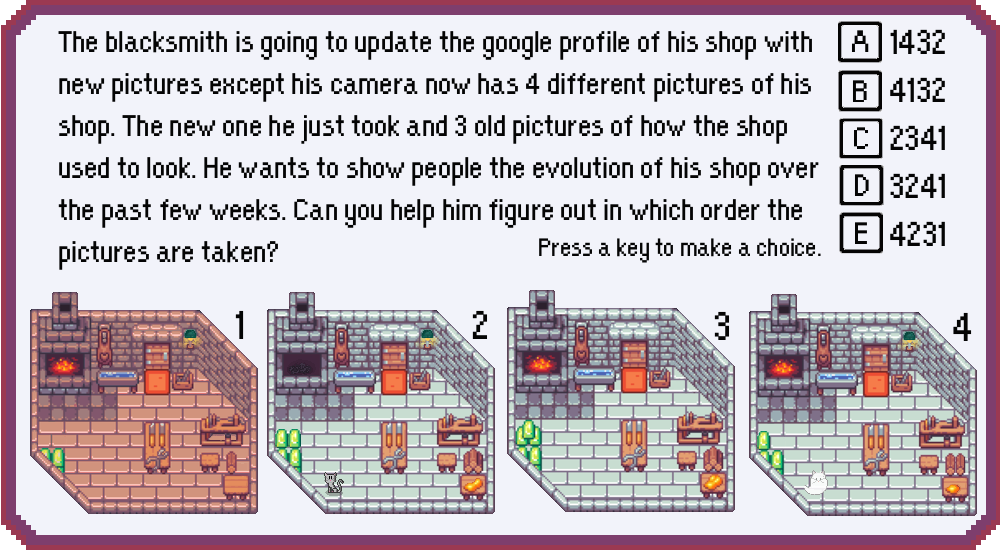 The blacksmith is going to update the google profile of his shop with
new pictures except his camera now has 4 different pictures of his
shop. The new one he just took and 3 old pictures of how the shop
used to look. He wants to show people the evolution of his shop over
the past few weeks. Can you help him figure out in which order the
pictures are taken?
Press a key to make a choice.
A 1432
B 4132
C 2341
D 3241
E 4231
1
2
3
4